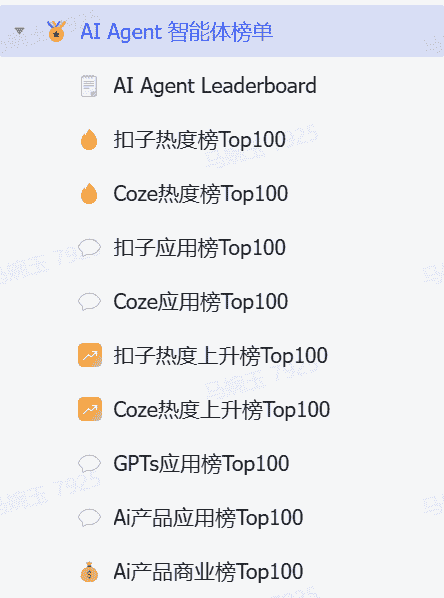 AI Agent 智能体榜单
AI Agent Leaderboard
扣子热度榜Top100
Coze热度榜Top100
扣子应用榜Top100
Coze应用榜Top100
扣子热度上升榜Top100
Coze热度上升榜Top100
GPTs应用榜Top100
Ai产品应用榜Top100
Ai产品商业榜Top100
马婉玉 7925